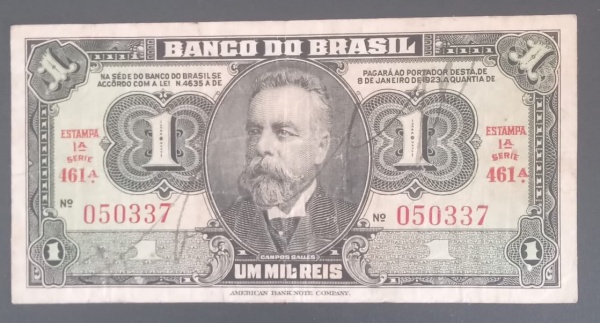 BANCO DO BRASIL
NA SÉDE DO BANCO DO BRASIL SE PAGARÁ AO PORTADOR DESTA, DE
ACCÔRDO COM A LEI N. 4635 A DE 8 DE JANEIRO DE 1923, A QUANTIA DE
1 1
1 1
ESTAMPA ESTAMPA
1A 1A
SERIE SERIE
461A. 461A.
Nº 050337 Nº 050337
1 1 1 1
CAMPOS SALLES
UM MIL REIS
AMERICAN BANK NOTE COMPANY.